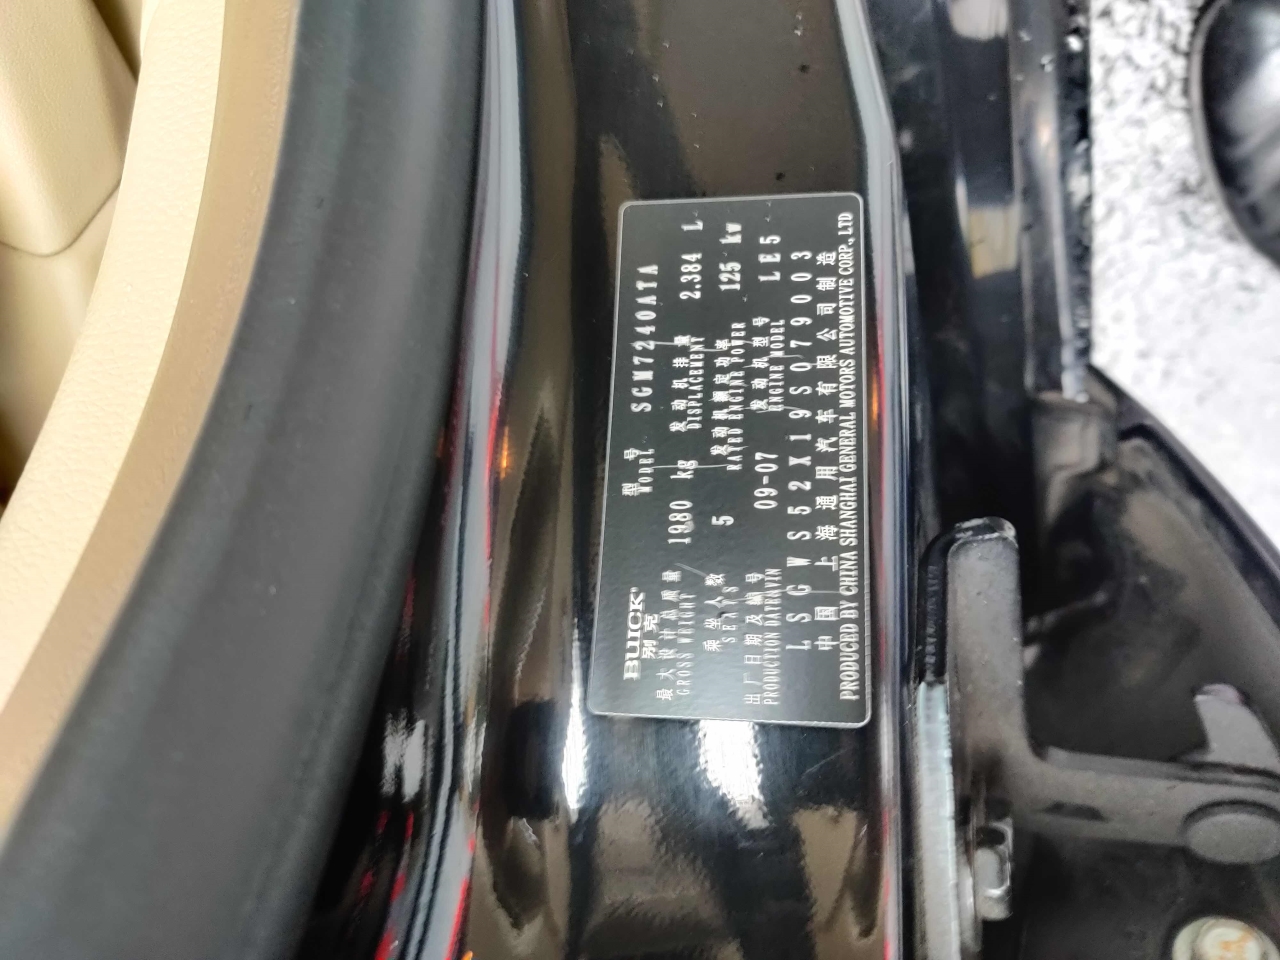 BUICK
别克
型号 SGM7240ATA
MODEL
最大设计总质量 1980 kg 发动机排量 2.384 L
GROSS WEIGHT DISPLACEMENT
乘坐人数 5 发动机额定功率 125 kw
SEATS RATED ENGINE POWER
出厂日期及编号 09-07 发动机型号 LE5
PRODUCTION DATE&VIN ENGINE MODEL
LSGWS52X19S079003
中国上海通用汽车有限公司制造
PRODUCED BY CHINA SHANGHAI GENERAL MOTORS AUTOMOTIVE CORP., LTD